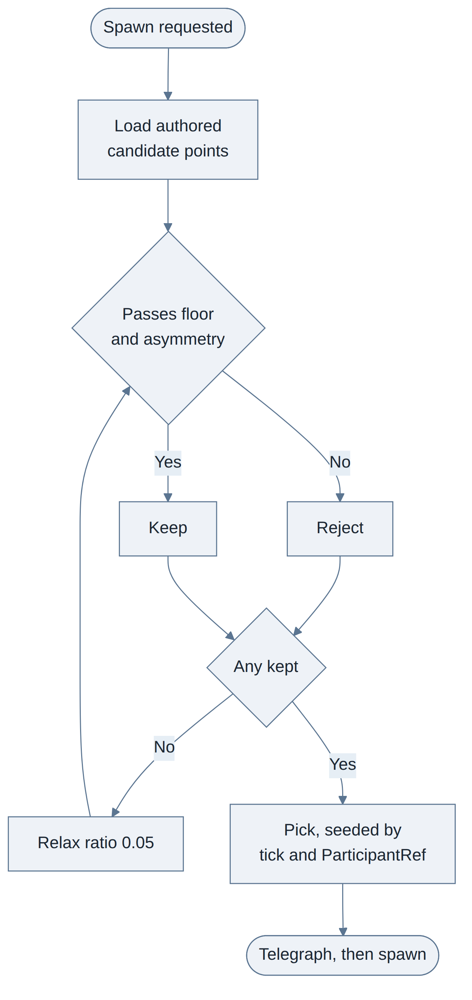 Spawn requested
Load authored
candidate points
Passes floor
and asymmetry
Yes
No
Keep
Reject
Any kept
No
Yes
Relax ratio 0.05
Pick, seeded by
tick and ParticipantRef
Telegraph, then spawn